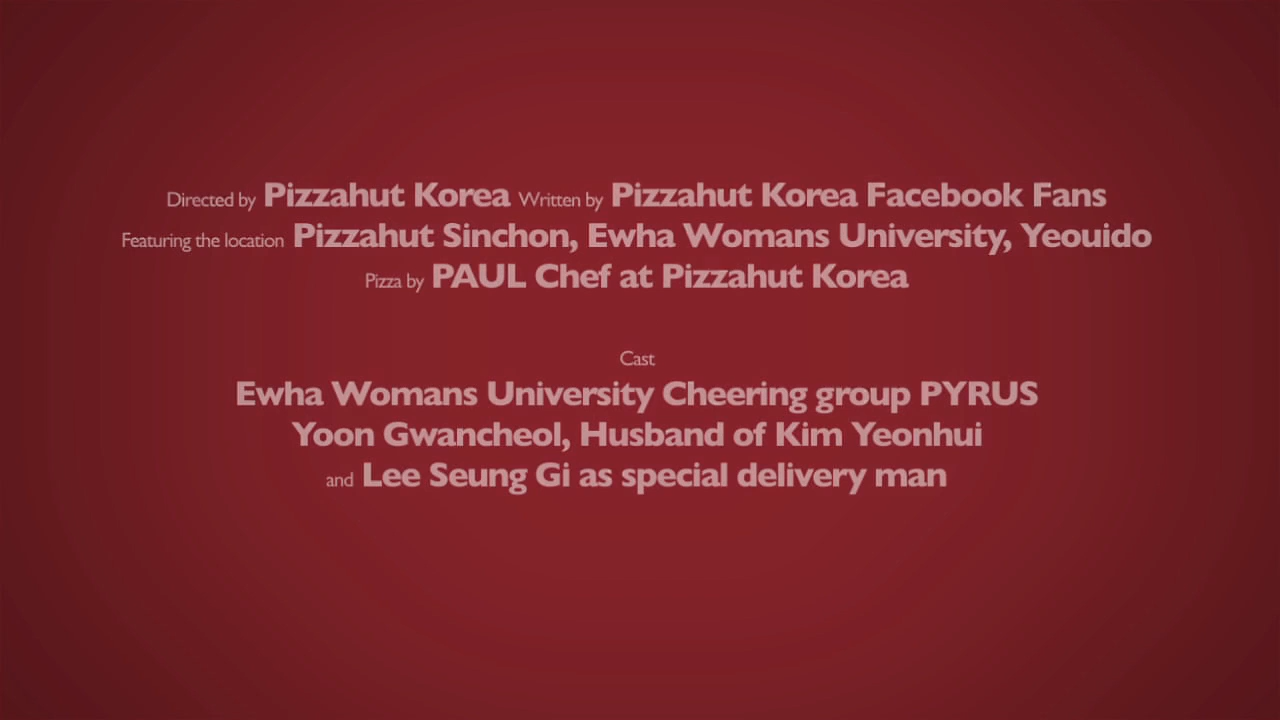 Directed by Pizzahut Korea Written by Pizzahut Korea Facebook Fans
Featuring the location Pizzahut Sinchon, Ewha Womans University, Yeouido
Pizza by PAUL Chef at Pizzahut Korea
Cast
Ewha Womans University Cheering group PYRUS
Yoon Gwancheol, Husband of Kim Yeonhui
and Lee Seung Gi as special delivery man